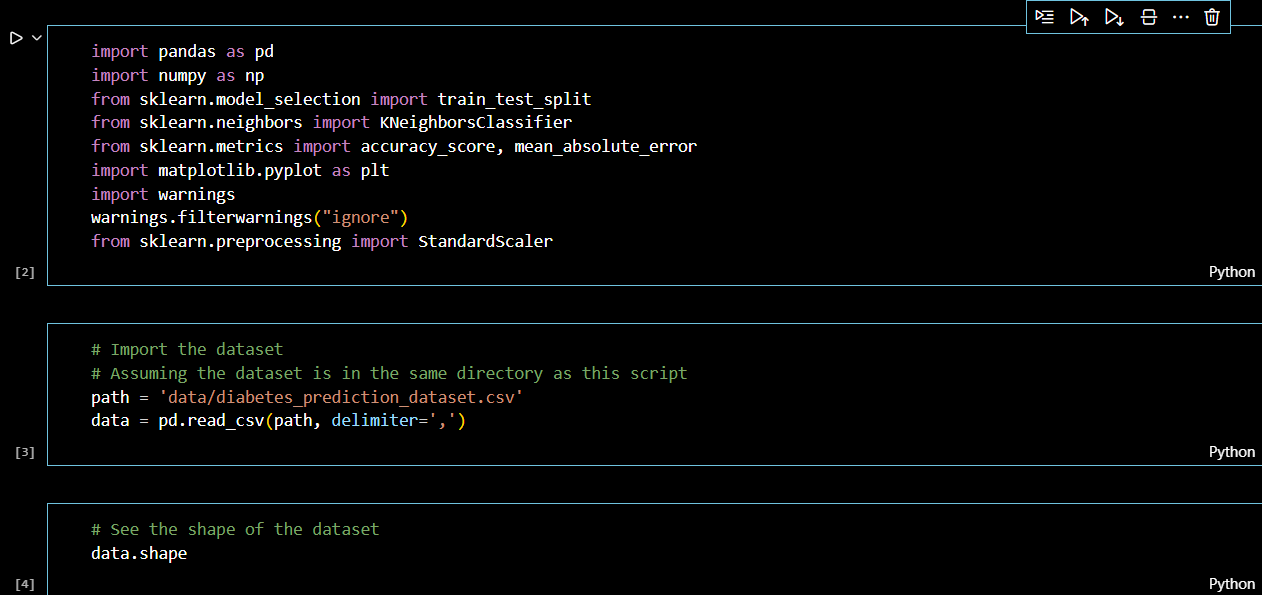 import pandas as pd
import numpy as np
from sklearn.model_selection import train_test_split
from sklearn.neighbors import KNeighborsClassifier
from sklearn.metrics import accuracy_score, mean_absolute_error
import matplotlib.pyplot as plt
import warnings
warnings.filterwarnings("ignore")
from sklearn.preprocessing import StandardScaler
[2]
Python
# Import the dataset
# Assuming the dataset is in the same directory as this script
path = 'data/diabetes_prediction_dataset.csv'
data = pd.read_csv(path, delimiter=',')
[3]
Python
# See the shape of the dataset
data.shape
[4]
Python